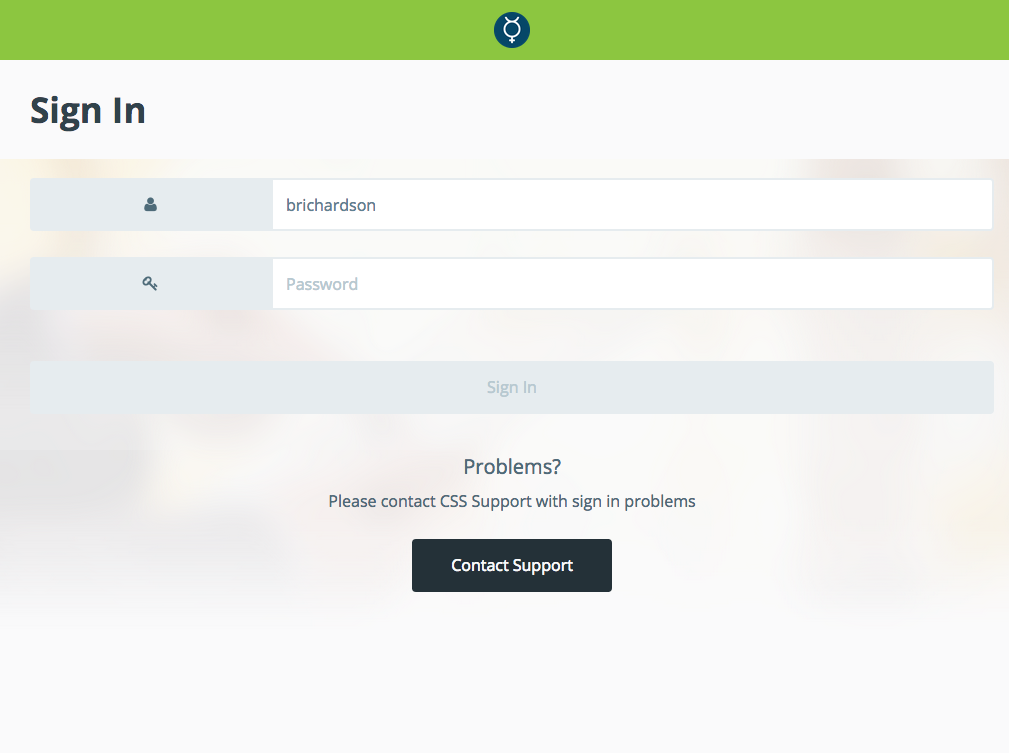 Sign In
brichardson
Password
Sign In
Problems?
Please contact CSS Support with sign in problems
Contact Support